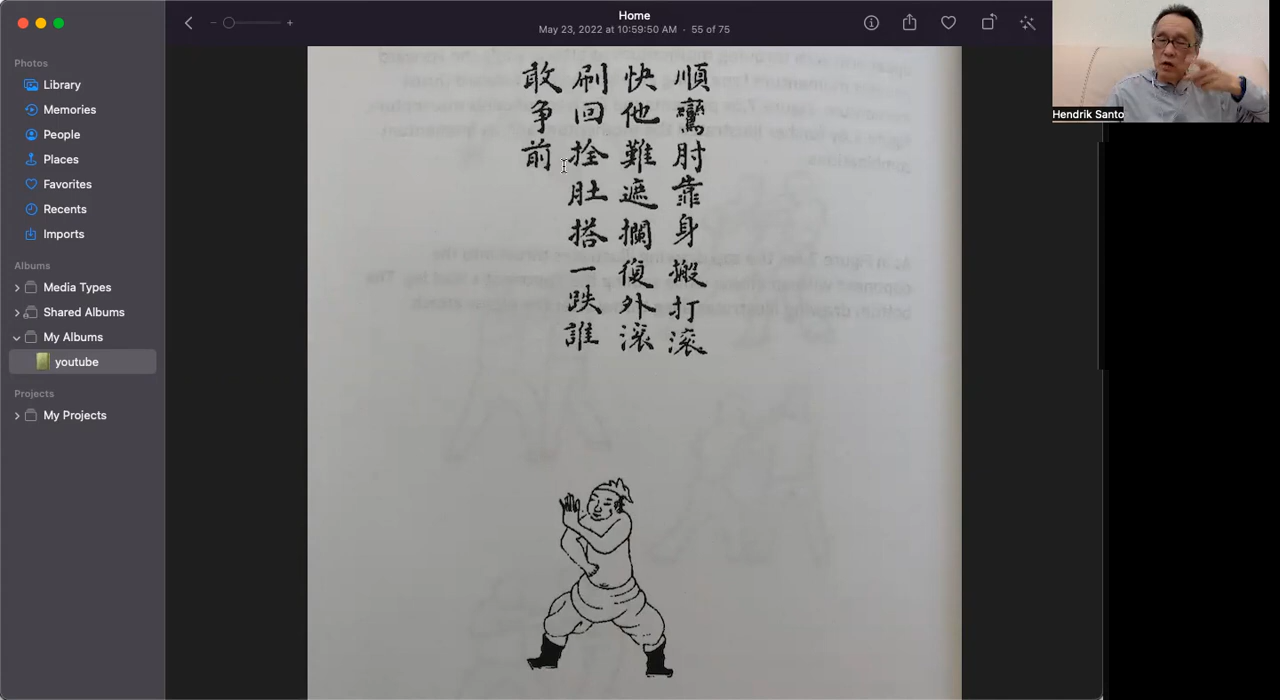 Home
May 23, 2022 at 10:59:50 AM · 55 of 75
Hendrik Santo
Photos
Library
Memories
People
Places
Favorites
Recents
Imports
Albums
Media Types
Shared Albums
My Albums
youtube
Projects
My Projects
順鸞肘靠身搬打滚
快他難遮攔復外滚
刷回拴肚搭一跌誰
敢争前